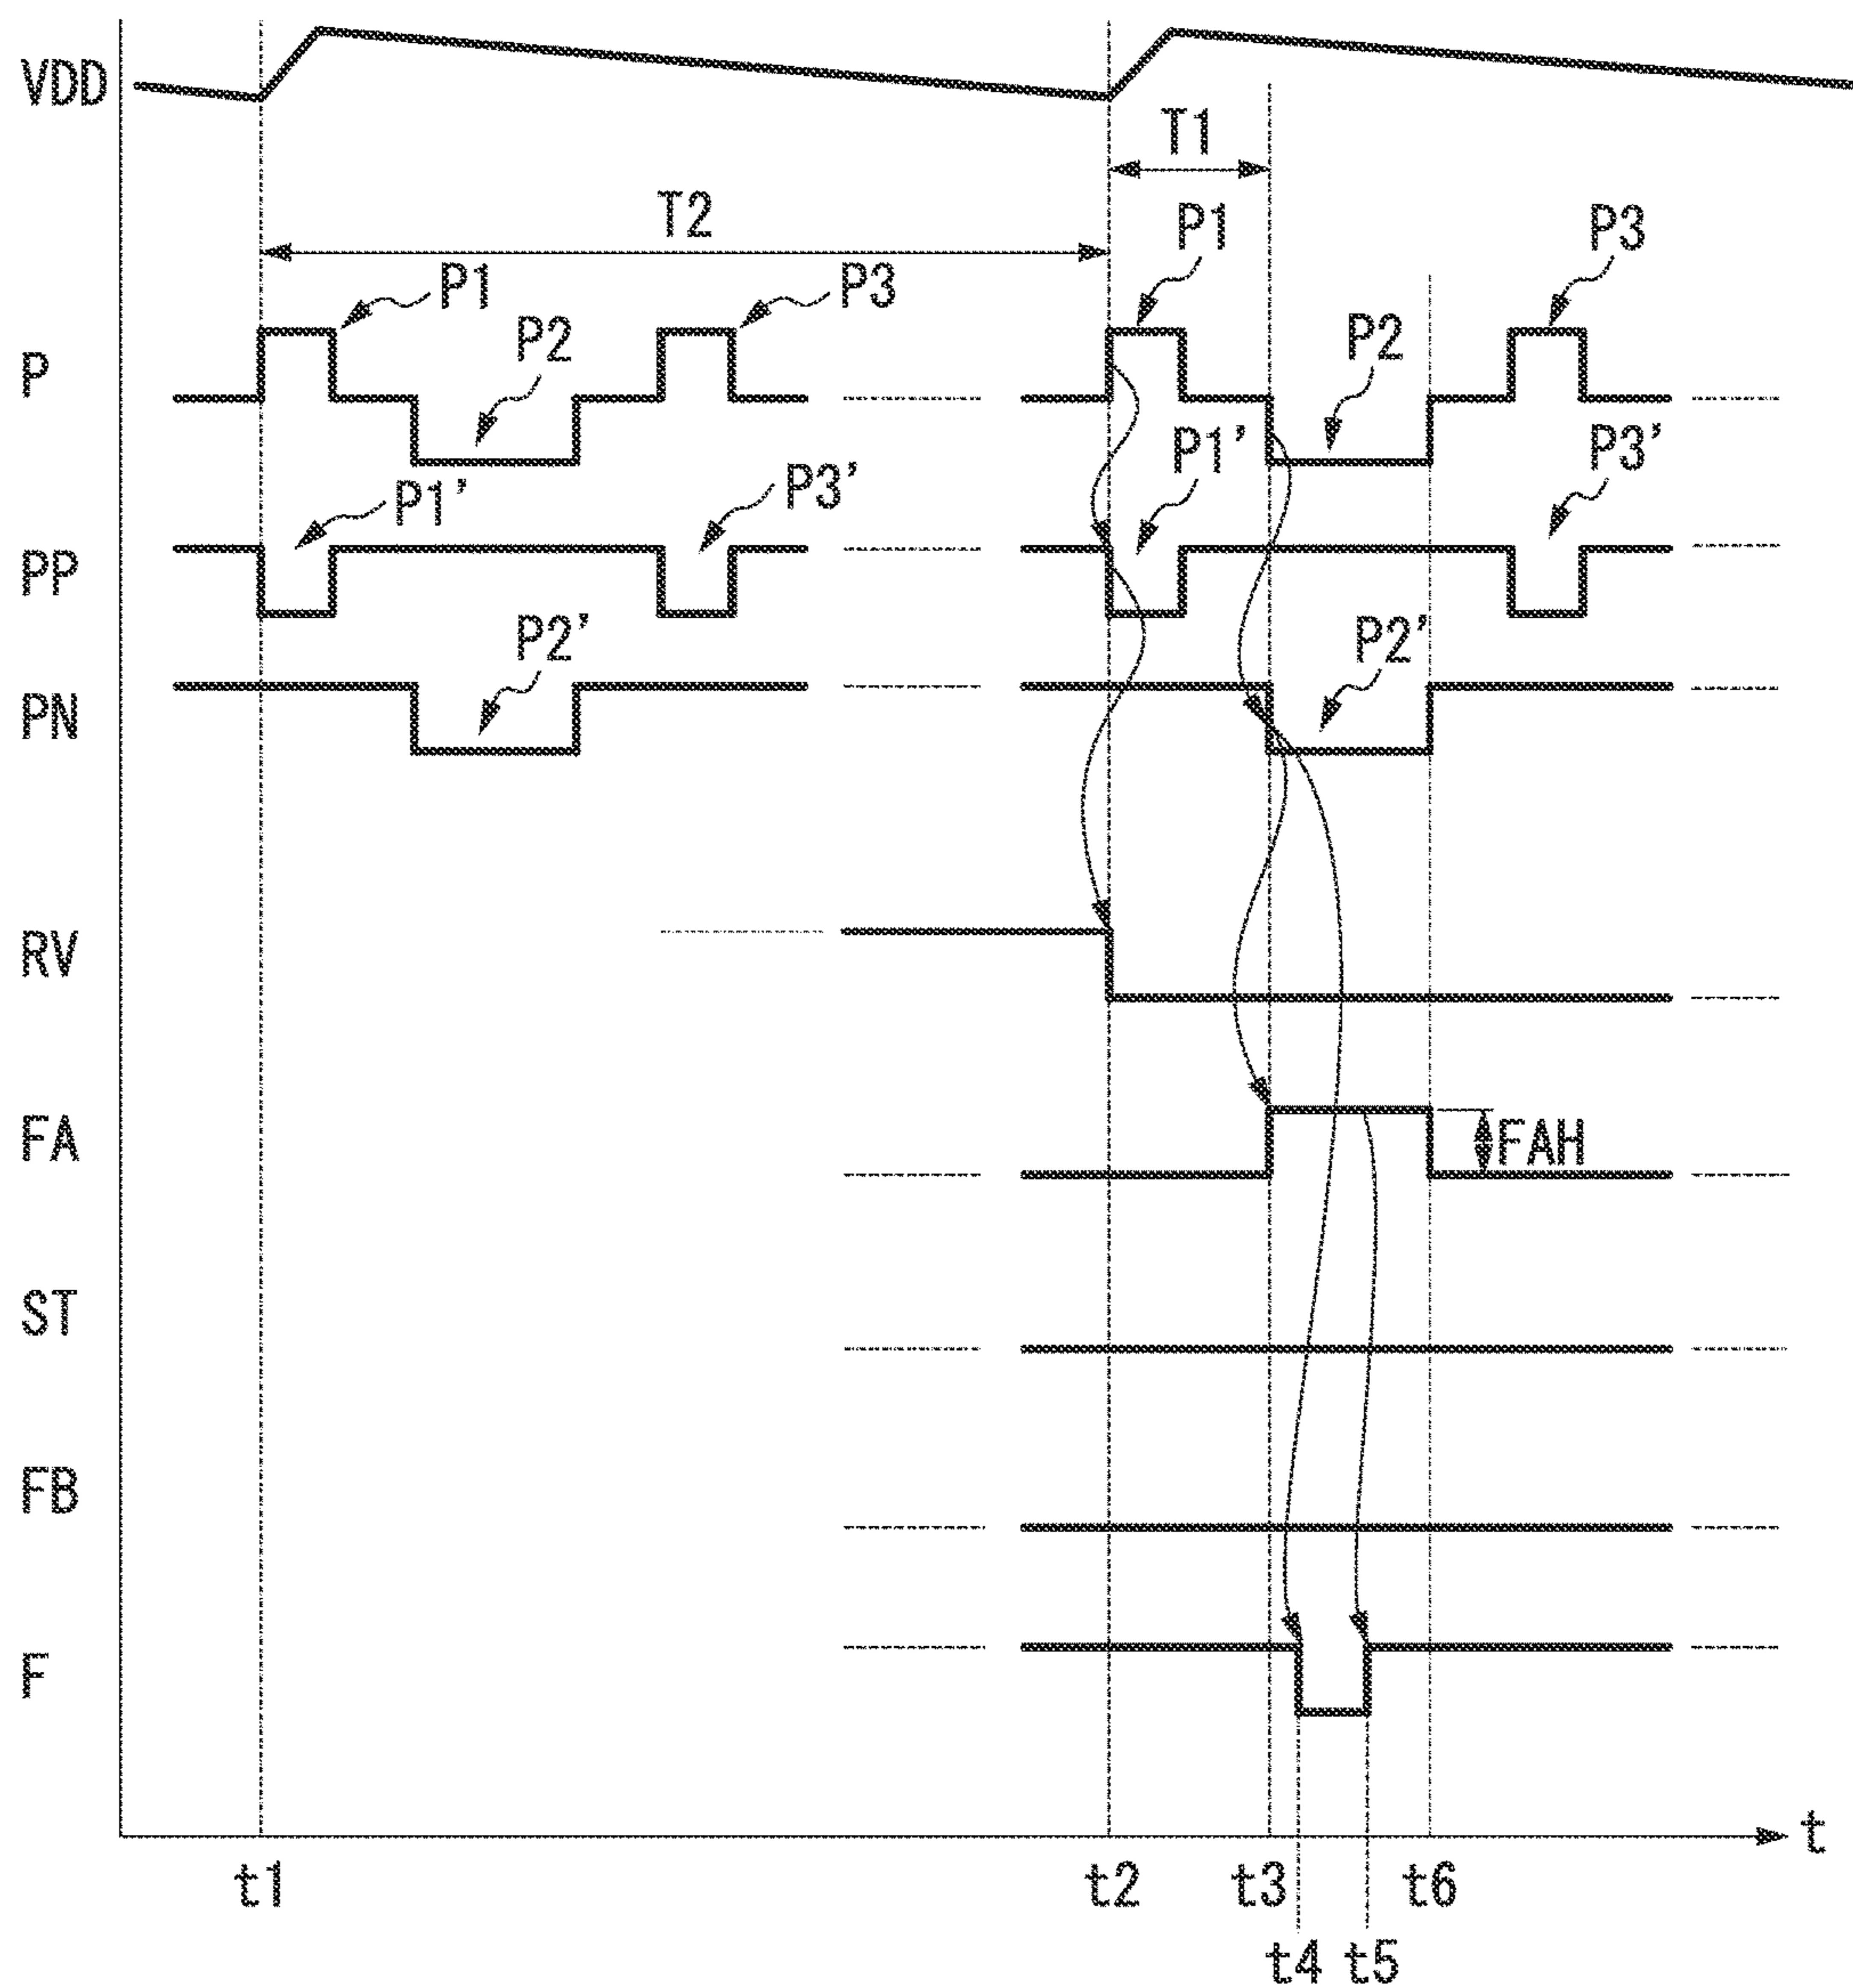 VDD
T1
T2
P1
P3
P1
P3
P2
P2
P
P1'
P3'
P1'
P3'
PP
P2'
P2'
PN
RV
FA
FAH
ST
FB
F
t
t1
t2
t3
t6
t4
t5